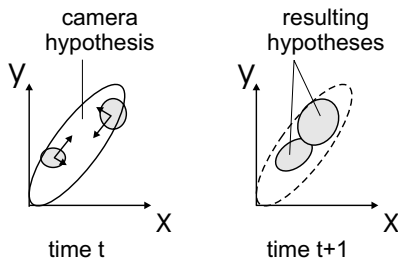 camera
hypothesis
y
x
time t
resulting
hypotheses
y
x
time t+1